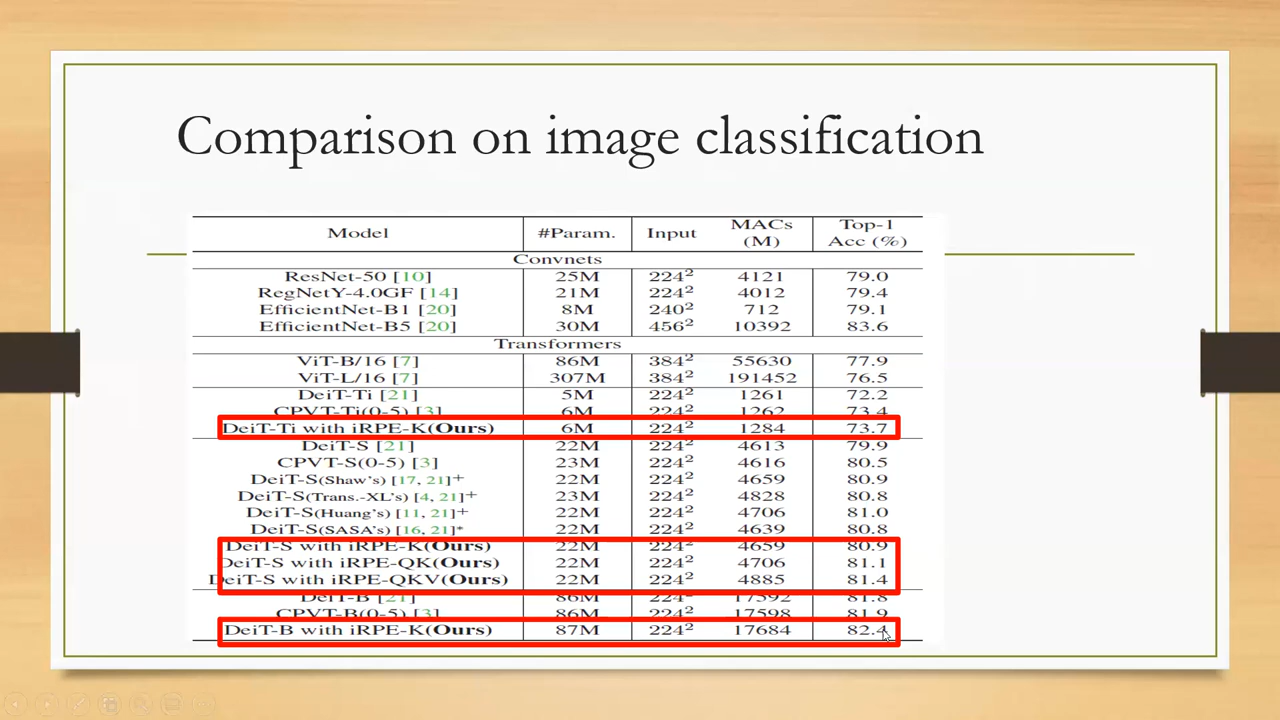 Comparison on image classification
Model #Param. Input MACs (M) Top-1 Acc (%)
Convnets
ResNet-50 [10] 25M 224² 4121 79.0
RegNetY-4.0GF [14] 21M 224² 4012 79.4
EfficientNet-B1 [20] 8M 240² 712 79.1
EfficientNet-B5 [20] 30M 456² 10392 83.6
Transformers
ViT-B/16 [7] 86M 384² 55630 77.9
ViT-L/16 [7] 307M 384² 191452 76.5
DeiT-Ti [21] 5M 224² 1261 72.2
CPVT-Ti(0-5) [3] 6M 224² 1262 73.4
DeiT-Ti with iRPE-K(Ours) 6M 224² 1284 73.7
DeiT-S [21] 22M 224² 4613 79.9
CPVT-S(0-5) [3] 23M 224² 4616 80.5
DeiT-S(Shaw's) [17, 21]+ 22M 224² 4659 80.9
DeiT-S(Trans.-XL's) [4, 21]+ 23M 224² 4828 80.8
DeiT-S(Huang's) [11, 21]+ 22M 224² 4706 81.0
DeiT-S(SASA's) [16, 21]* 22M 224² 4639 80.8
DeiT-S with iRPE-K(Ours) 22M 224² 4659 80.9
DeiT-S with iRPE-QK(Ours) 22M 224² 4706 81.1
DeiT-S with iRPE-QKV(Ours) 22M 224² 4885 81.4
DeiT-B [21] 86M 224² 17592 81.8
CPVT-B(0-5) [3] 86M 224² 17598 81.9
DeiT-B with iRPE-K(Ours) 87M 224² 17684 82.4